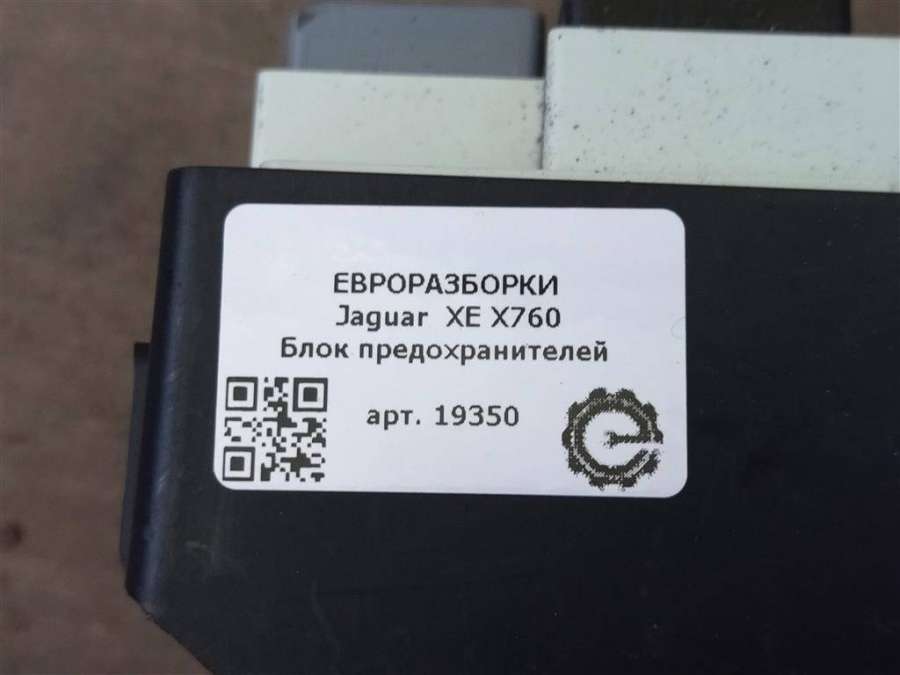 ЕВРОРАЗБОРКИ
Jaguar XE X760
Блок предохранителей
арт. 19350